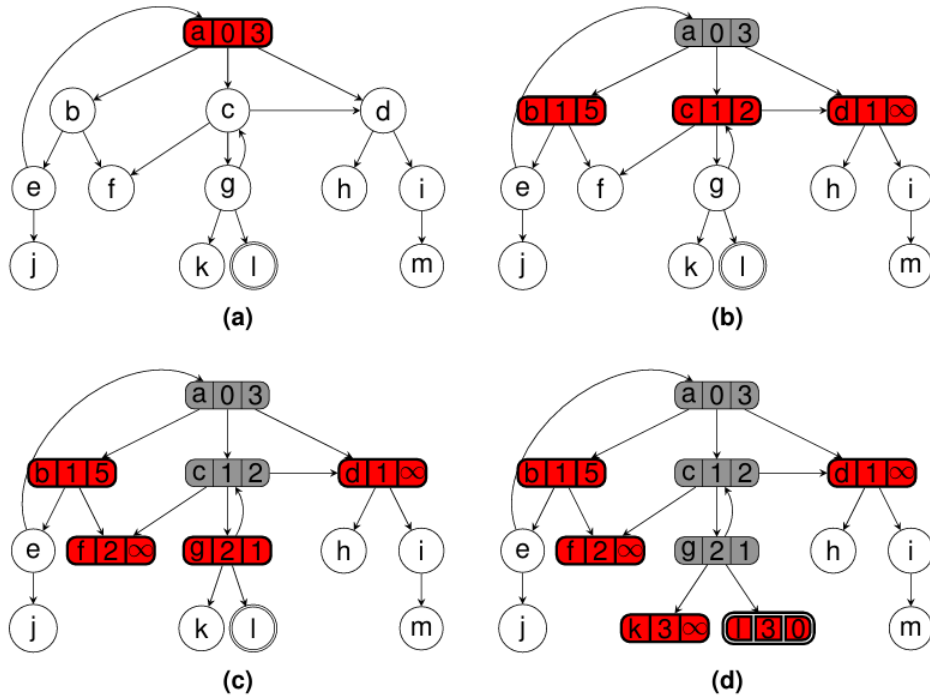 a 0 3
b c d
e f g h i
j k l m
(a)
a 0 3
b 1 5 c 1 2 d 1 ∞
e f g h i
j k l m
(b)
a 0 3
b 1 5 c 1 2 d 1 ∞
e f 2 ∞ g 2 1 h i
j k l m
(c)
a 0 3
b 1 5 c 1 2 d 1 ∞
e f 2 ∞ g 2 1 h i
j k 3 ∞ l 3 0 m
(d)